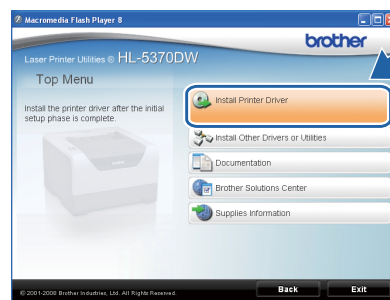 Macromedia Flash Player 8
brother
Laser Printer Utilities ® HL-5370DW
Top Menu
Install the printer driver after the initial
setup phase is complete.
Install Printer Driver
Install Other Drivers or Utilities
Documentation
Brother Solutions Center
Supplies Information
© 2001-2008 Brother Industries, Ltd. All Rights Reserved.
Back
Exit